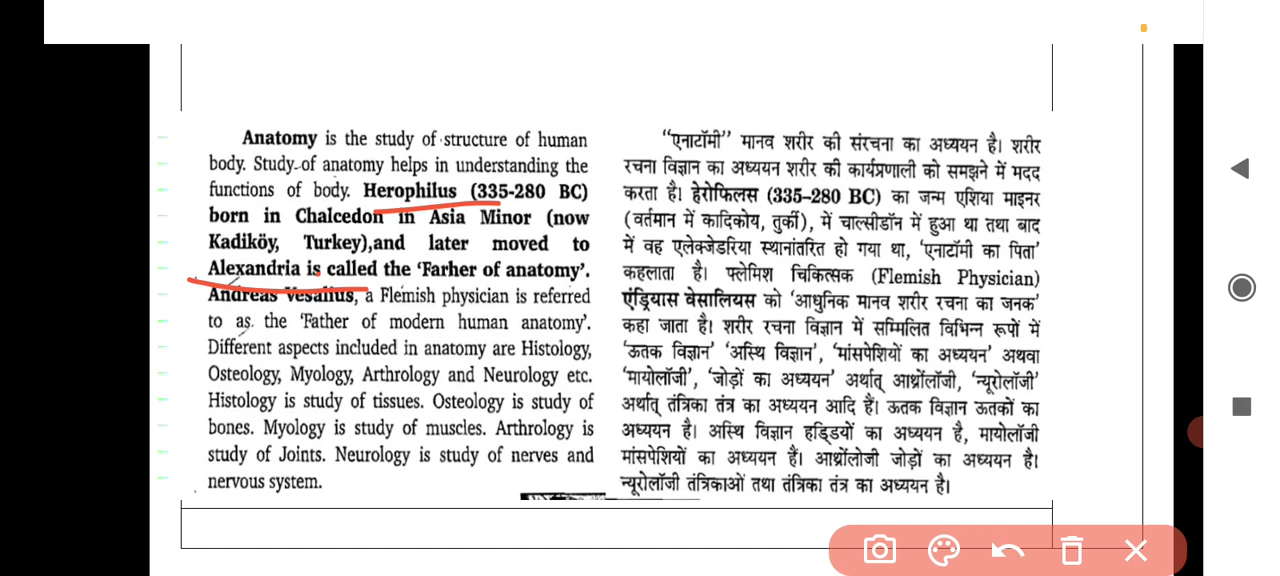 Anatomy is the study of structure of human
body. Study of anatomy helps in understanding the
functions of body. Herophilus (335-280 BC)
born in Chalcedon in Asia Minor (now
Kadiköy, Turkey),and later moved to
Alexandria is called the ‘Farher of anatomy’.
Andreas Vesalius, a Flemish physician is referred
to as the ‘Father of modern human anatomy’.
Different aspects included in anatomy are Histology,
Osteology, Myology, Arthrology and Neurology etc.
Histology is study of tissues. Osteology is study of
bones. Myology is study of muscles. Arthrology is
study of Joints. Neurology is study of nerves and
nervous system.
“एनाटॉमी” मानव शरीर की संरचना का अध्ययन है। शरीर
रचना विज्ञान का अध्ययन शरीर की कार्यप्रणाली को समझने में मदद
करता है। हेरोफिलस (335–280 BC) का जन्म एशिया माइनर
(वर्तमान में कादिकोय, तुर्की), में चाल्सीडॉन में हुआ था तथा बाद
में वह एलेक्जेडरिया स्थानांतरित हो गया था, ‘एनाटॉमी का पिता’
कहलाता है। फ्लेमिश चिकित्सक (Flemish Physician)
एंड्रियास वेसालियस को ‘आधुनिक मानव शरीर रचना का जनक’
कहा जाता है। शरीर रचना विज्ञान में सम्मिलित विभिन्न रूपों में
‘ऊतक विज्ञान’ ‘अस्थि विज्ञान’, ‘मांसपेशियों का अध्ययन’ अथवा
‘मायोलॉजी’, ‘जोड़ों का अध्ययन’ अर्थात् आर्थ्रोलॉजी, ‘न्यूरोलॉजी’
अर्थात् तंत्रिका तंत्र का अध्ययन आदि हैं। ऊतक विज्ञान ऊतकों का
अध्ययन है। अस्थि विज्ञान हड्डियों का अध्ययन है, मायोलॉजी
मांसपेशियों का अध्ययन हैं। आर्थ्रोलोजी जोड़ों का अध्ययन है।
न्यूरोलॉजी तंत्रिकाओं तथा तंत्रिका तंत्र का अध्ययन है।